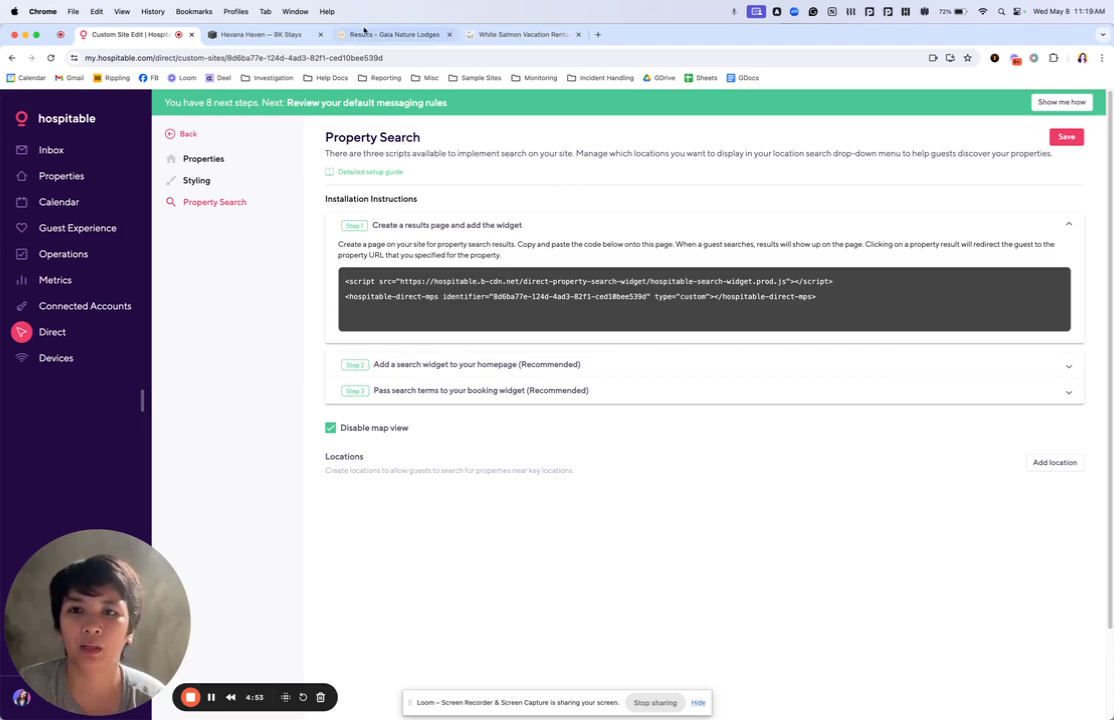 Chrome File Edit View History Bookmarks Profiles Tab Window Help 72% Wed May 8 11:19 AM
Custom Site Edit | Hospita Havana Haven — BK Stays Results - Gaia Nature Lodges White Salmon Vacation Renta
my.hospitable.com/direct/custom-sites/8d6ba77e-124d-4ad3-82f1-ced10bee539d
Calendar Gmail Rippling FB Loom Deel Investigation Help Docs Reporting Misc Sample Sites Monitoring Incident Handling GDrive Sheets GDocs
hospitable
Inbox
Properties
Calendar
Guest Experience
Operations
Metrics
Connected Accounts
Direct
Devices
You have 8 next steps. Next: Review your default messaging rules
Show me how
Back
Properties
Styling
Property Search
Property Search
Save
There are three scripts available to implement search on your site. Manage which locations you want to display in your location search drop-down menu to help guests discover your properties.
Detailed setup guide
Installation Instructions
Step 1 Create a results page and add the widget
Create a page on your site for property search results. Copy and paste the code below onto this page. When a guest searches, results will show up on the page. Clicking on a property result will redirect the guest to the
property URL that you specified for the property.
<script src="https://hospitable.b-cdn.net/direct-property-search-widget/hospitable-search-widget.prod.js"></script>
<hospitable-direct-mps identifier="8d6ba77e-124d-4ad3-82f1-ced10bee539d" type="custom"></hospitable-direct-mps>
Step 2 Add a search widget to your homepage (Recommended)
Step 3 Pass search terms to your booking widget (Recommended)
Disable map view
Locations
Create locations to allow guests to search for properties near key locations.
Add location
4:53
Loom – Screen Recorder & Screen Capture is sharing your screen. Stop sharing Hide